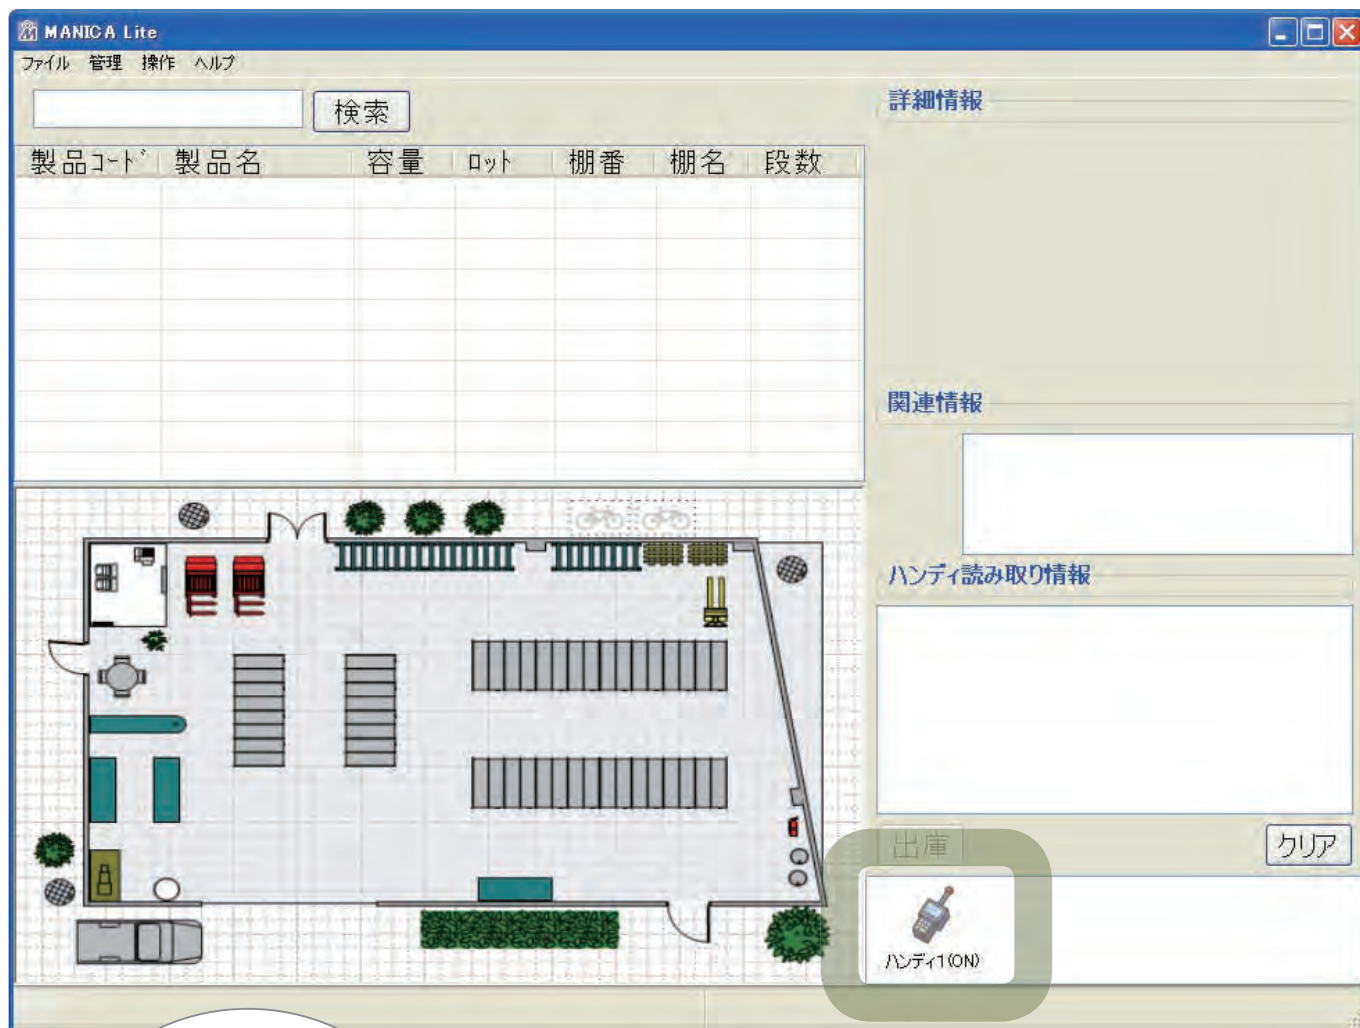 MANICA Lite
ファイル 管理 操作 ヘルプ
検索
製品コード 製品名 容量 ロット 棚番 棚名 段数
詳細情報
関連情報
ハンディ読み取り情報
出庫 クリア
ハンディ1(ON)